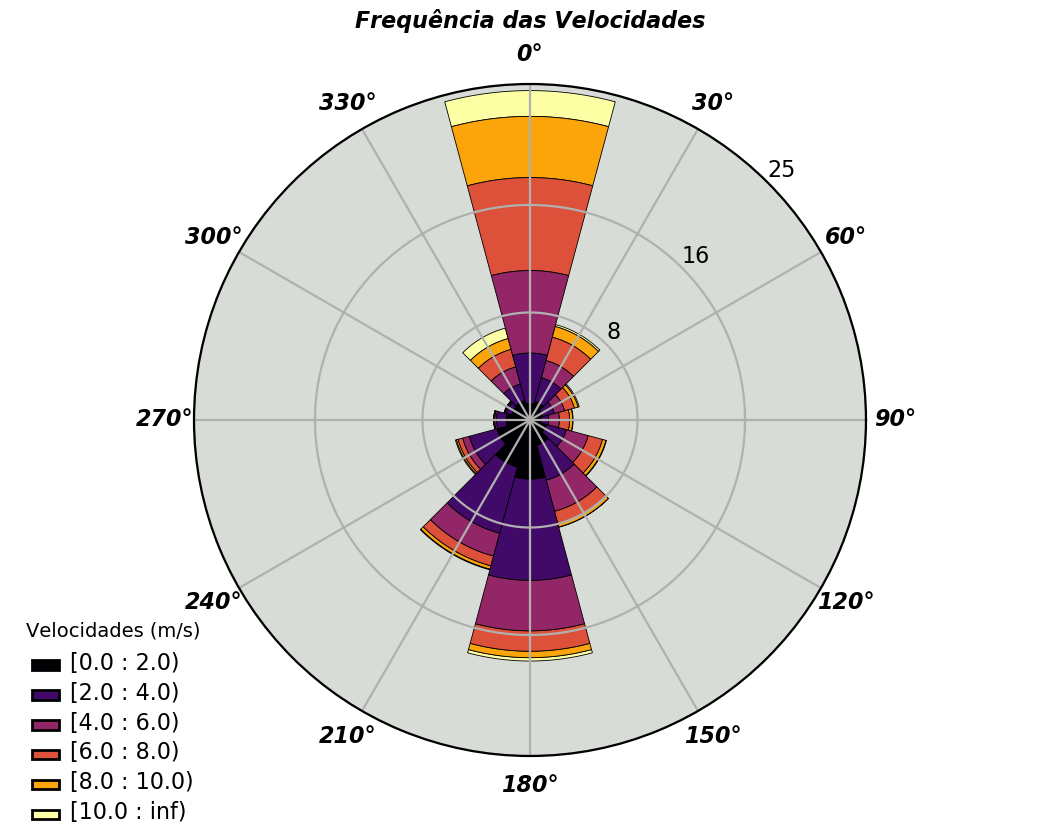 Frequência das Velocidades
0°
330°
30°
25
300°
60°
16
8
270°
90°
240°
120°
210°
150°
180°
Velocidades (m/s)
[0.0 : 2.0)
[2.0 : 4.0)
[4.0 : 6.0)
[6.0 : 8.0)
[8.0 : 10.0)
[10.0 : inf)